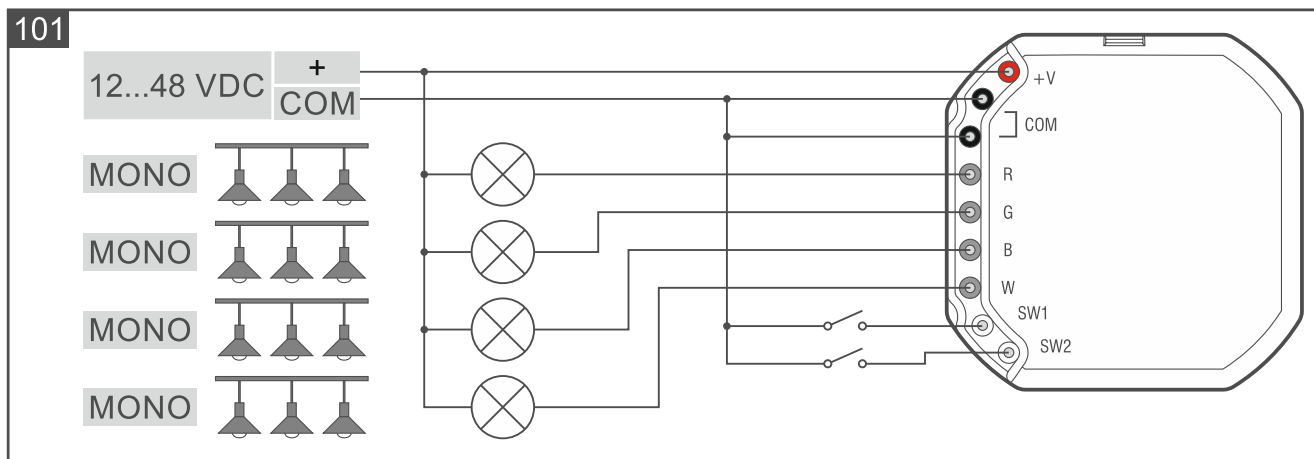 101
12...48 VDC
+
COM
MONO
MONO
MONO
MONO
+V
COM
R
G
B
W
SW1
SW2